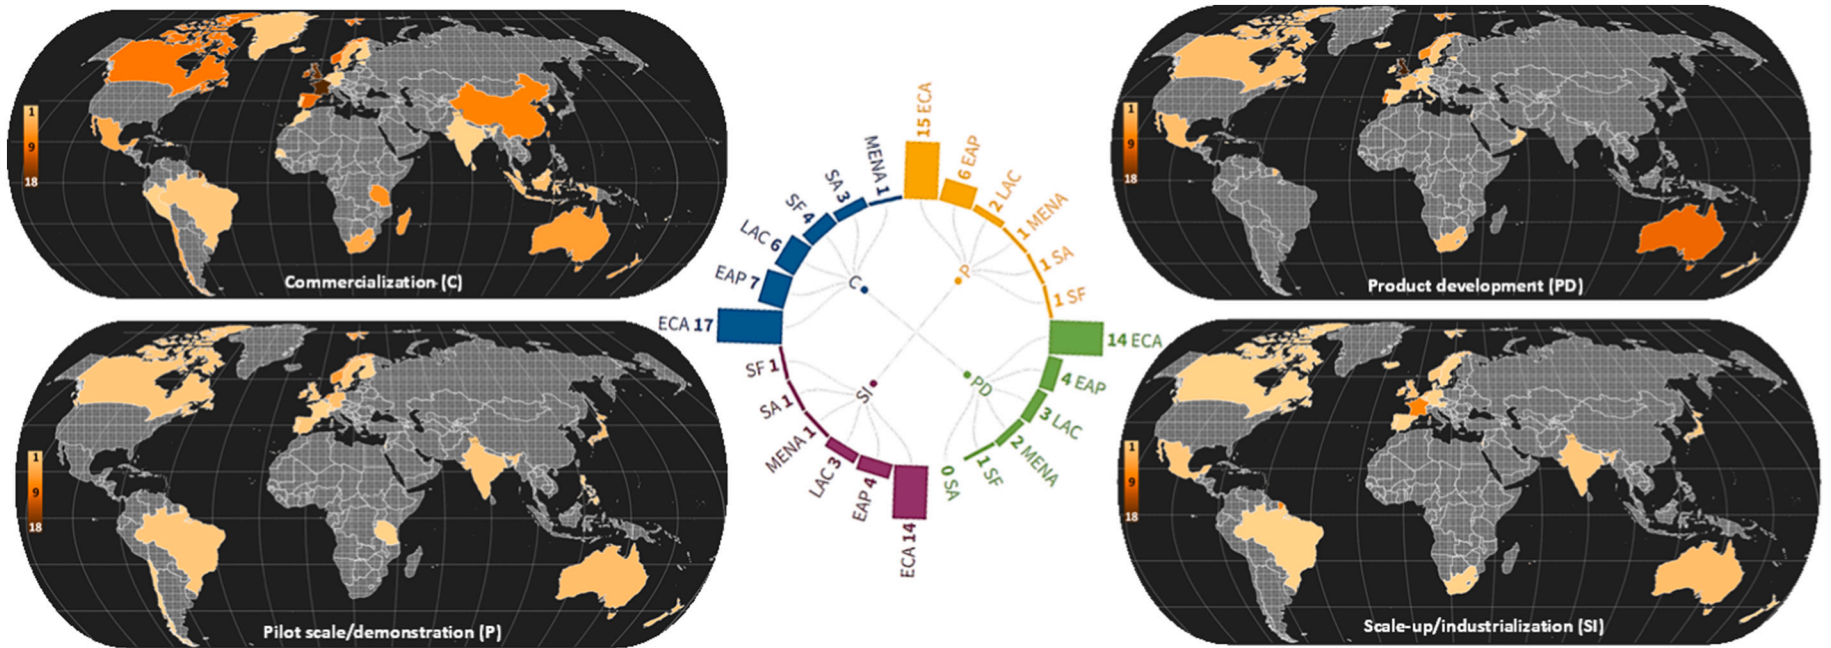 1
9
18
Commercialization (C)
1
9
18
Pilot scale/demonstration (P)
MENA 1
SA 3
SF 4
LAC 6
EAP 7
ECA 17
C
15 ECA
6 EAP
2 LAC
1 MENA
1 SA
1 SF
P
SF 1
SA 1
MENA 1
LAC 3
EAP 4
ECA 14
SI
14 ECA
4 EAP
3 LAC
2 MENA
1 SF
0 SA
PD
1
9
18
Product development (PD)
1
9
18
Scale-up/industrialization (SI)